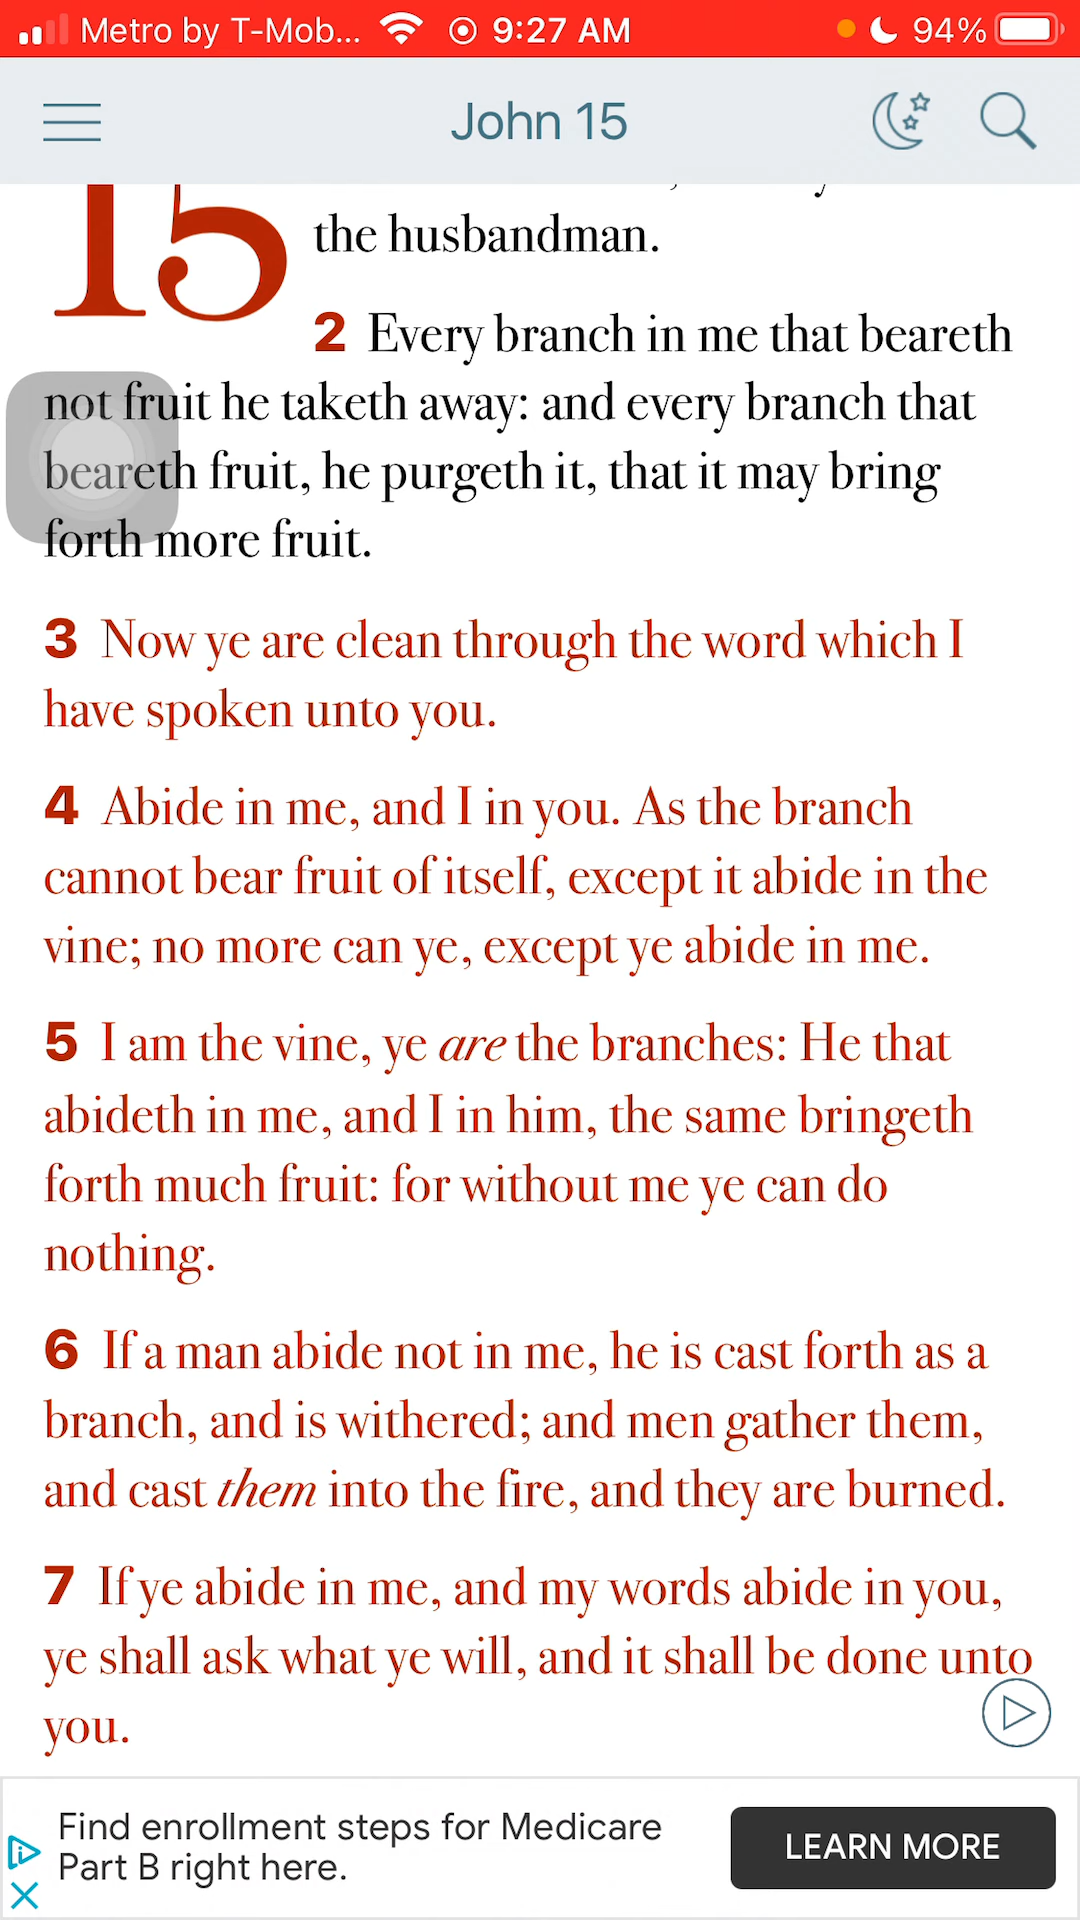 Metro by T-Mob... 9:27 AM 94%
John 15
15 the husbandman.
2 Every branch in me that beareth
not fruit he taketh away: and every branch that
beareth fruit, he purgeth it, that it may bring
forth more fruit.
3 Now ye are clean through the word which I
have spoken unto you.
4 Abide in me, and I in you. As the branch
cannot bear fruit of itself, except it abide in the
vine; no more can ye, except ye abide in me.
5 I am the vine, ye are the branches: He that
abideth in me, and I in him, the same bringeth
forth much fruit: for without me ye can do
nothing.
6 If a man abide not in me, he is cast forth as a
branch, and is withered; and men gather them,
and cast them into the fire, and they are burned.
7 If ye abide in me, and my words abide in you,
ye shall ask what ye will, and it shall be done unto
you.
Find enrollment steps for Medicare
Part B right here.
LEARN MORE